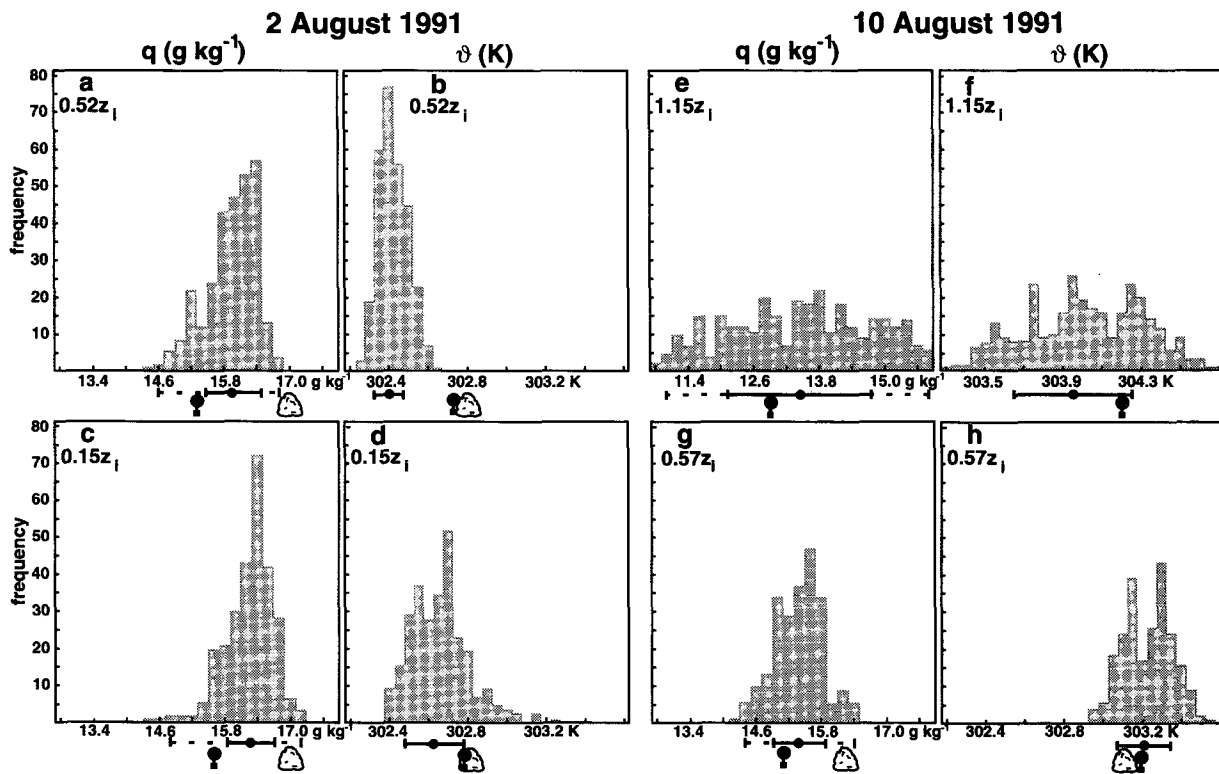 2 August 1991
10 August 1991
q (g kg⁻¹)
ϑ (K)
q (g kg⁻¹)
ϑ (K)
80
70
60
50
40
30
20
10
frequency
a
0.52zᵢ
b
0.52zᵢ
e
1.15zᵢ
f
1.15zᵢ
13.4 14.6 15.8 17.0 g kg⁻¹
302.4 302.8 303.2 K
11.4 12.6 13.8 15.0 g kg⁻¹
303.5 303.9 304.3 K
80
70
60
50
40
30
20
10
frequency
c
0.15zᵢ
d
0.15zᵢ
g
0.57zᵢ
h
0.57zᵢ
13.4 14.6 15.8 17.0 g kg⁻¹
302.4 302.8 303.2 K
13.4 14.6 15.8 17.0 g kg⁻¹
302.4 302.8 303.2 K